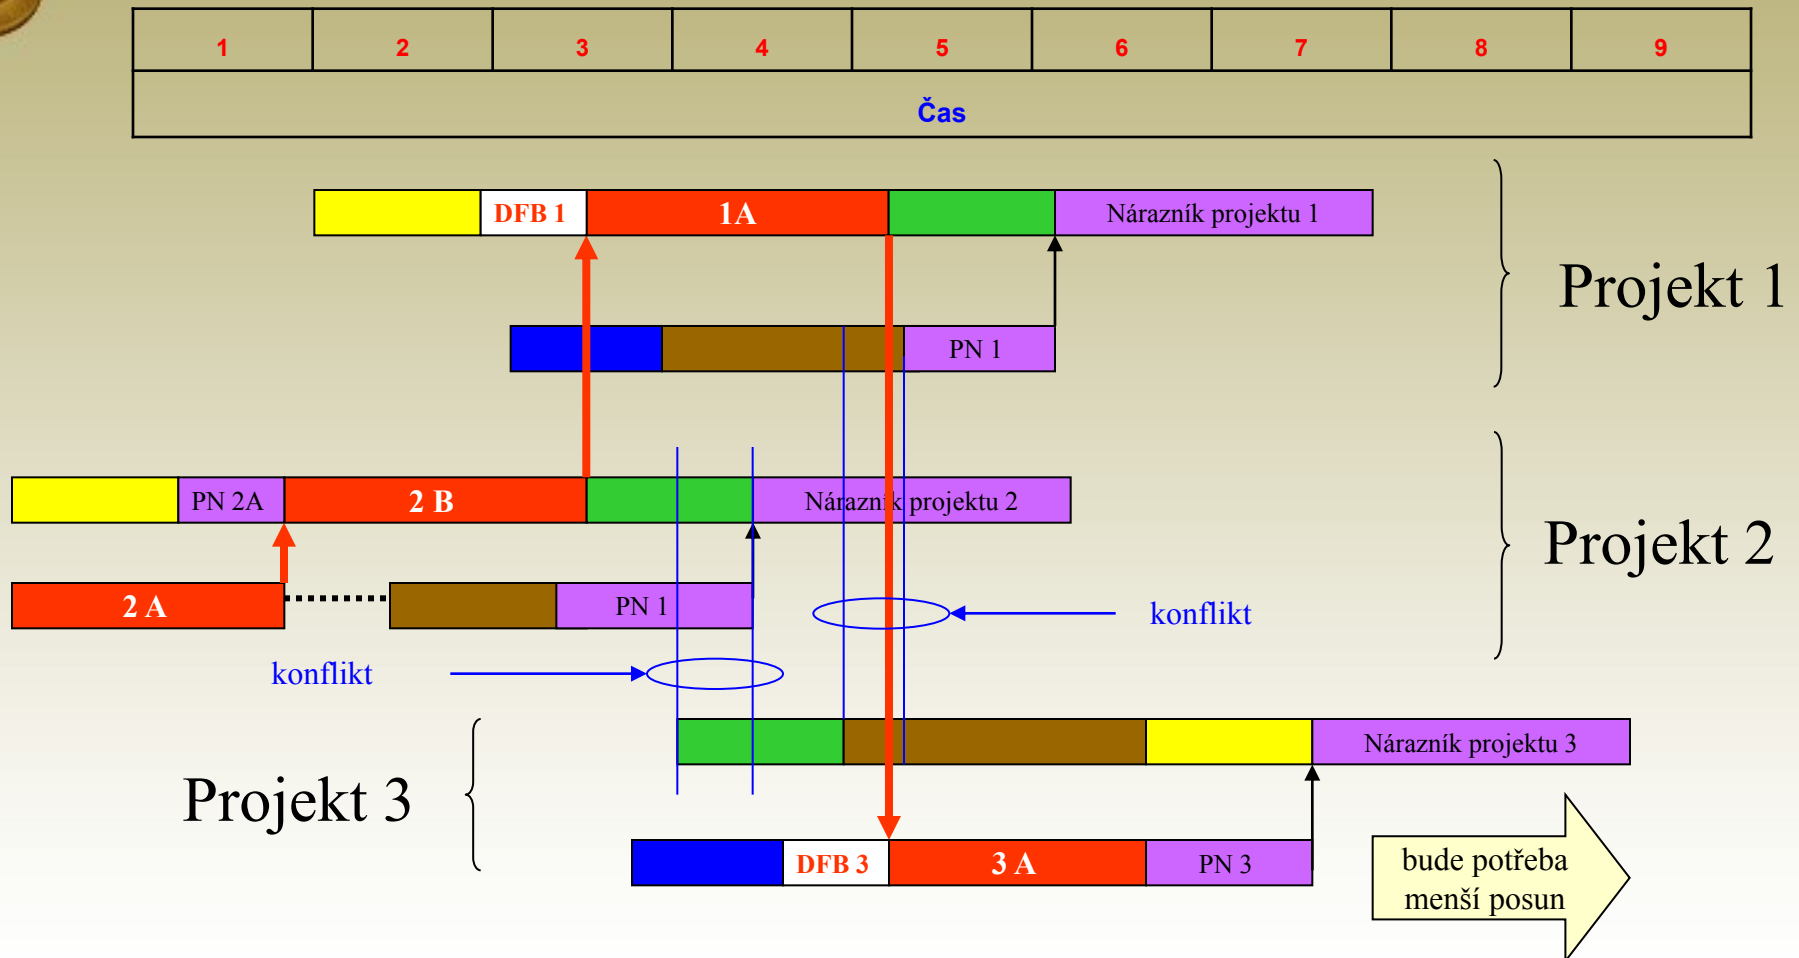 1 2 3 4 5 6 7 8 9
Čas
DFB 1 1A Nárazník projektu 1
Projekt 1
PN 1
PN 2A 2 B Nárazník projektu 2
Projekt 2
2 A PN 1
konflikt
konflikt
Nárazník projektu 3
Projekt 3
DFB 3 3 A PN 3
bude potřeba
menší posun